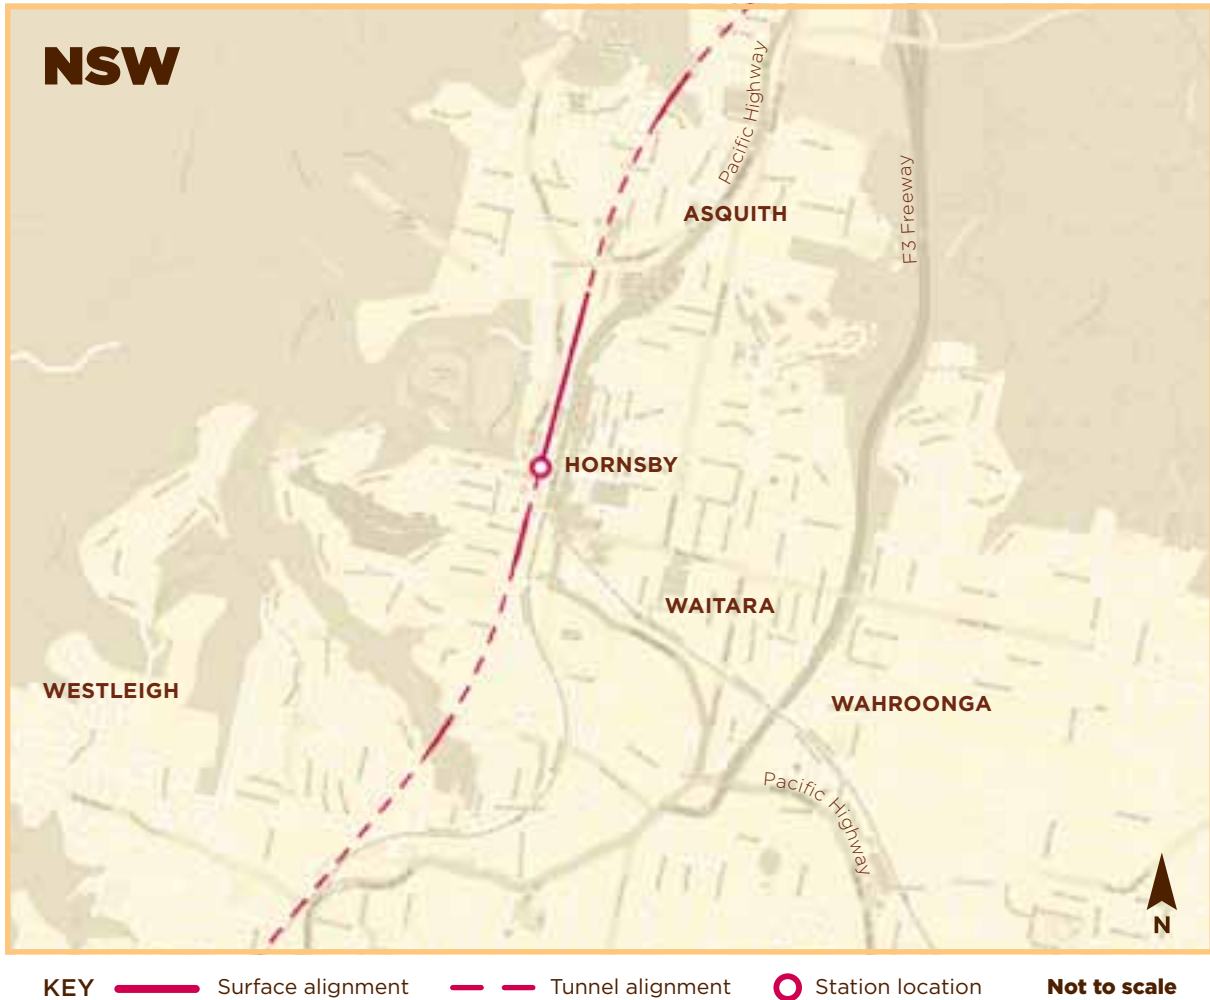 NSW
Pacific Highway
F3 Freeway
ASQUITH
HORNSBY
WAITARA
WESTLEIGH
WAHROONGA
Pacific Highway
N
KEY Surface alignment Tunnel alignment Station location Not to scale